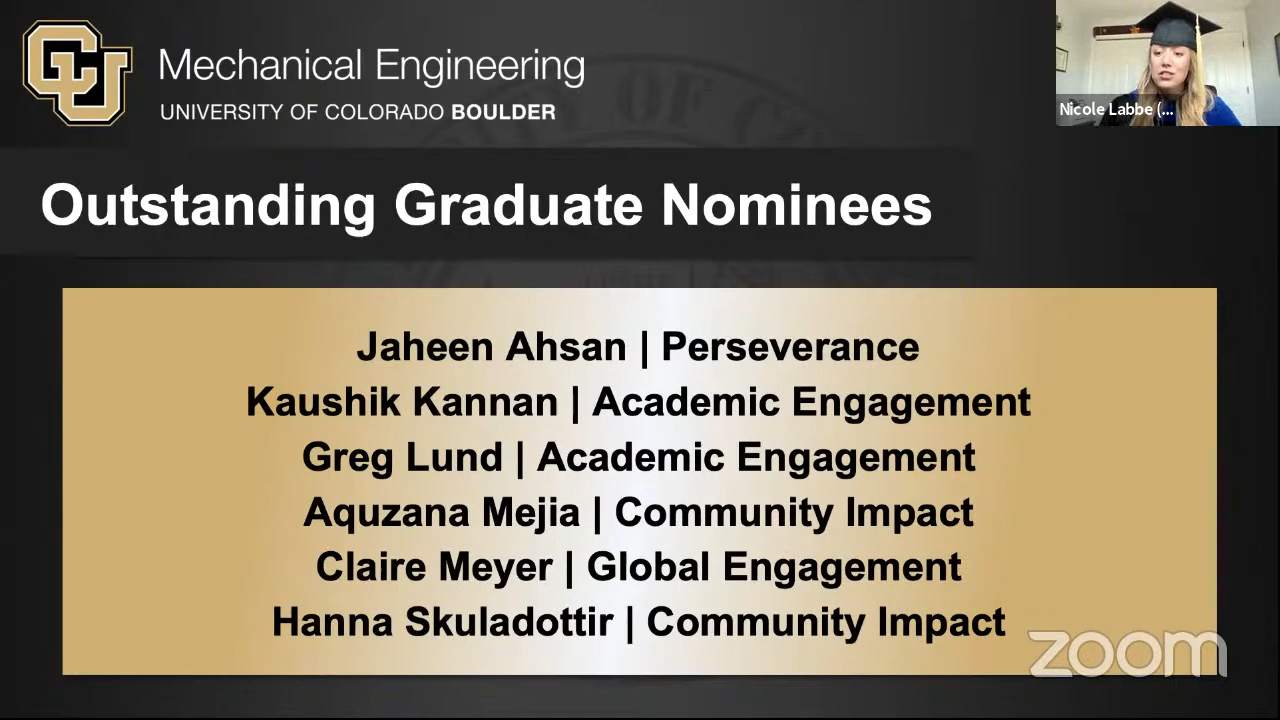 CU
Mechanical Engineering
UNIVERSITY OF COLORADO BOULDER
Nicole Labbe (...
Outstanding Graduate Nominees
Jaheen Ahsan | Perseverance
Kaushik Kannan | Academic Engagement
Greg Lund | Academic Engagement
Aquzana Mejia | Community Impact
Claire Meyer | Global Engagement
Hanna Skuladottir | Community Impact
zoom